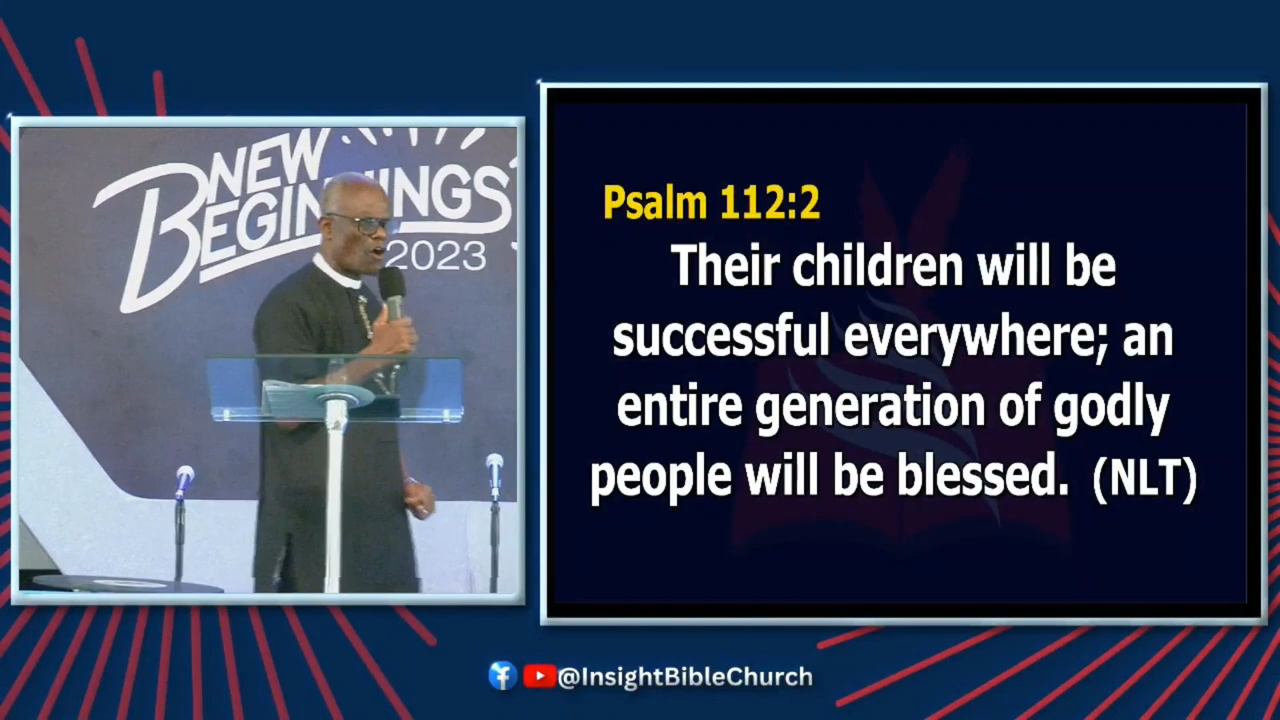 NEW
BEGINNINGS
2023
Psalm 112:2
Their children will be
successful everywhere; an
entire generation of godly
people will be blessed. (NLT)
@InsightBibleChurch